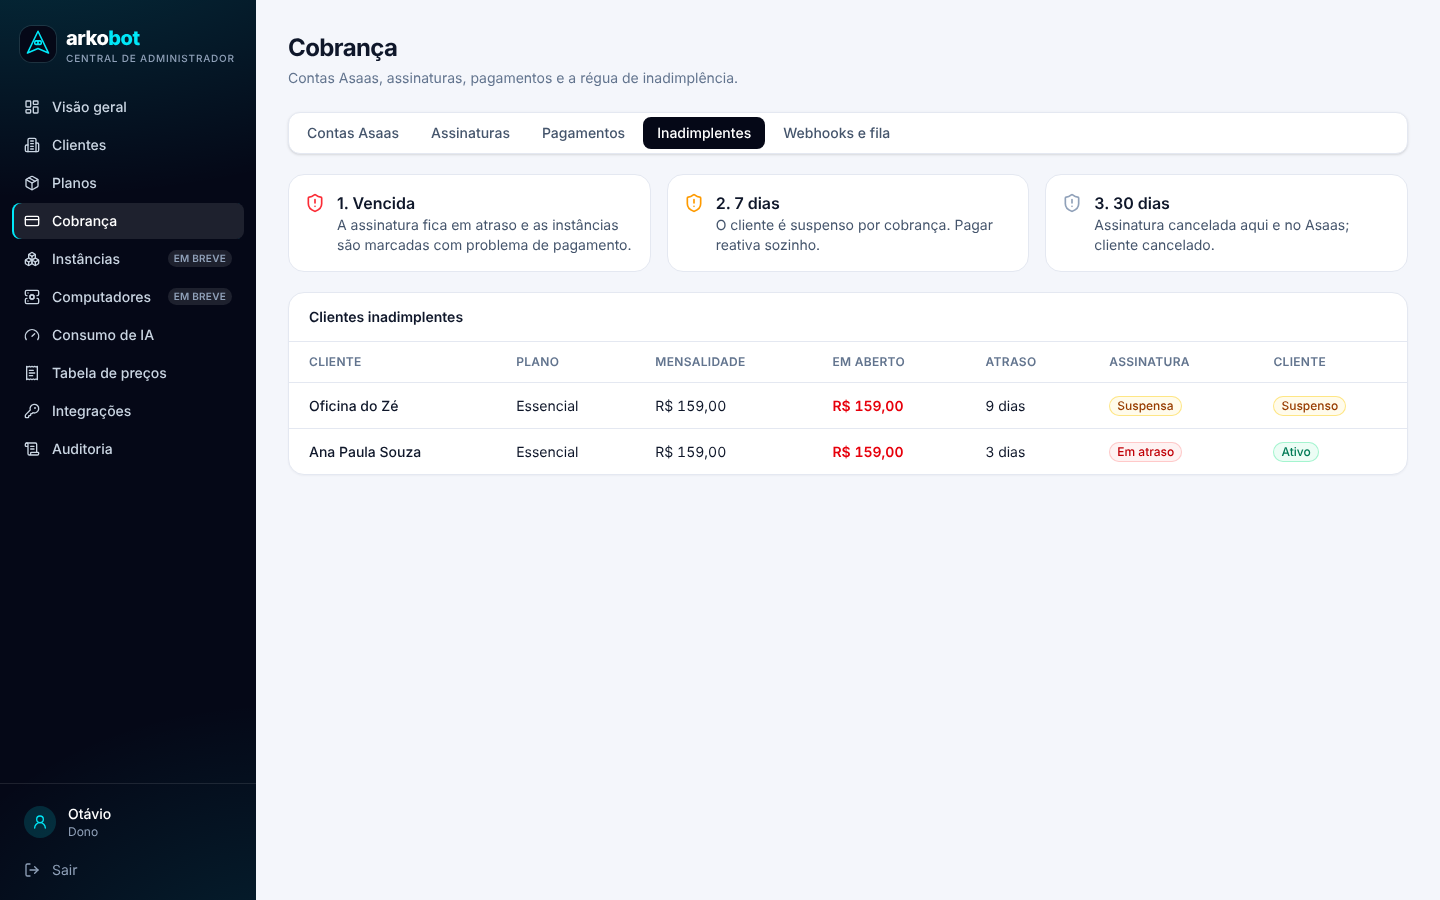 arkobot
CENTRAL DE ADMINISTRADOR
Visão geral
Clientes
Planos
Cobrança
Instâncias EM BREVE
Computadores EM BREVE
Consumo de IA
Tabela de preços
Integrações
Auditoria
Otávio
Dono
Sair
Cobrança
Contas Asaas, assinaturas, pagamentos e a régua de inadimplência.
Contas Asaas Assinaturas Pagamentos Inadimplentes Webhooks e fila
1. Vencida
A assinatura fica em atraso e as instâncias
são marcadas com problema de pagamento.
2. 7 dias
O cliente é suspenso por cobrança. Pagar
reativa sozinho.
3. 30 dias
Assinatura cancelada aqui e no Asaas;
cliente cancelado.
Clientes inadimplentes
CLIENTE PLANO MENSALIDADE EM ABERTO ATRASO ASSINATURA CLIENTE
Oficina do Zé Essencial R$ 159,00 R$ 159,00 9 dias Suspensa Suspenso
Ana Paula Souza Essencial R$ 159,00 R$ 159,00 3 dias Em atraso Ativo